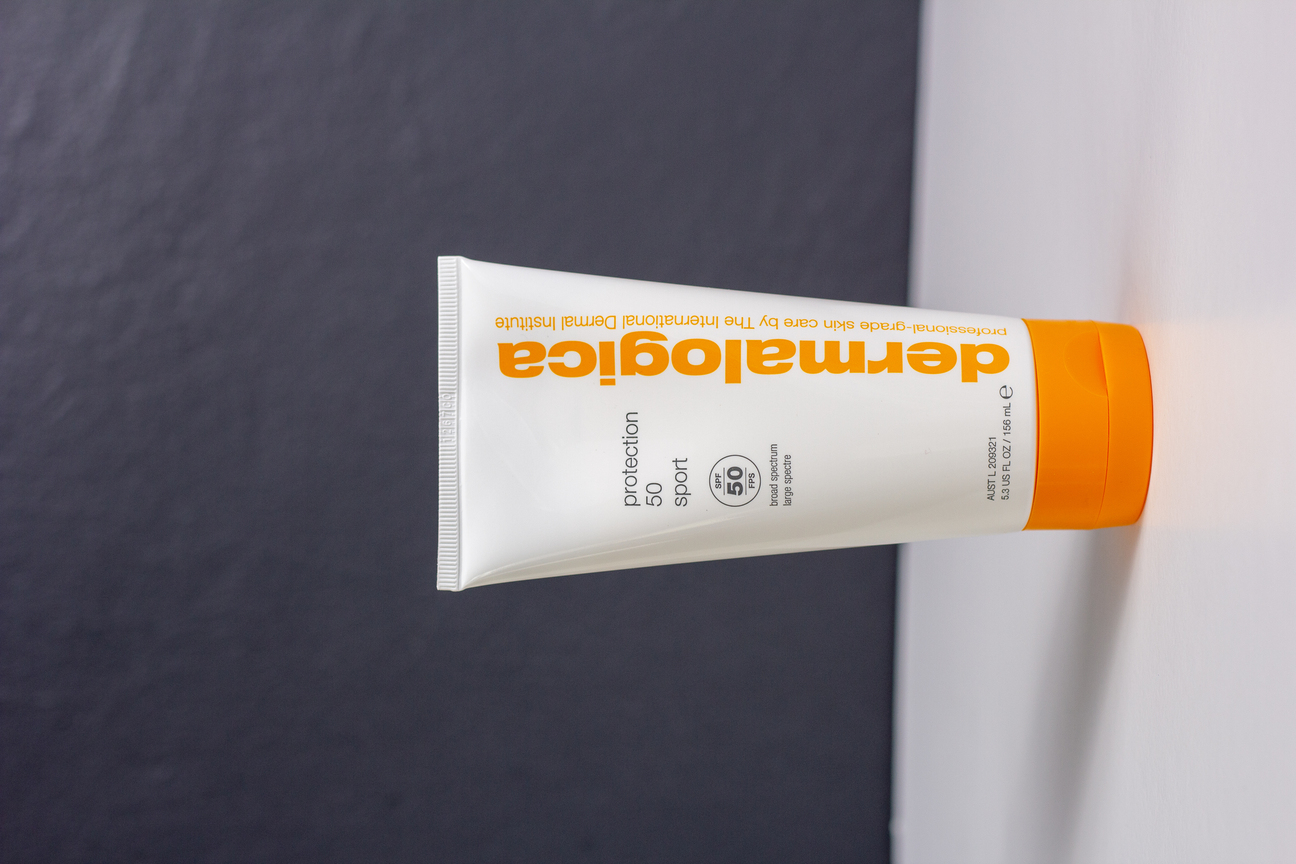 protection
50
sport
SPF
50
FPS
broad spectrum
large spectre
AUST L 209321
5.3 US FL OZ / 156 mL ℮
dermalogica
professional-grade skin care by The International Dermal Institute